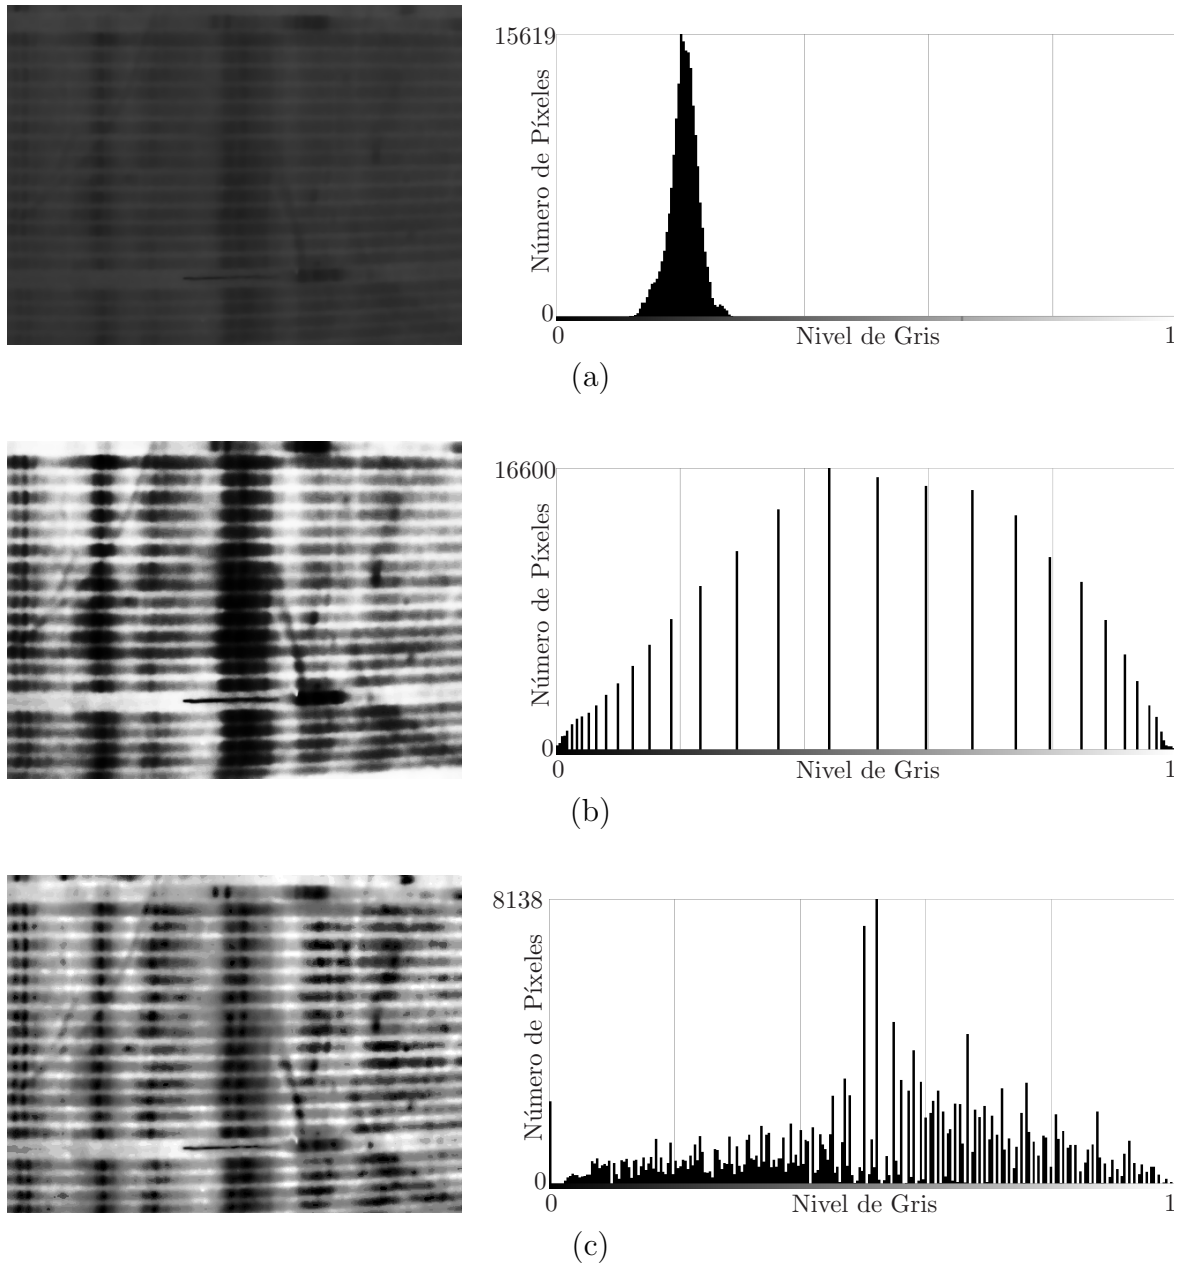 15619
Número de Píxeles
0
0 Nivel de Gris 1
(a)
16600
Número de Píxeles
0
0 Nivel de Gris 1
(b)
8138
Número de Píxeles
0
0 Nivel de Gris 1
(c)